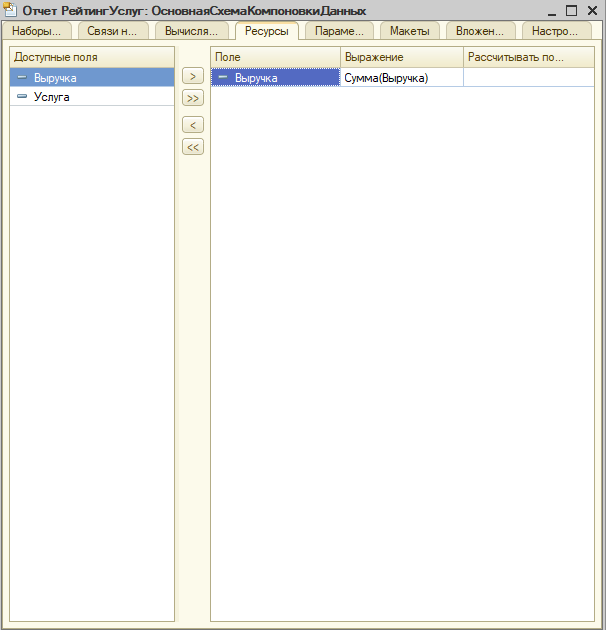 Отчет РейтингУслуг: ОсновнаяСхемаКомпоновкиДанных
Наборы... Связи н... Вычисля... Ресурсы Параме... Макеты Вложен... Настро...
Доступные поля
Выручка
Услуга
>
>>
<
<<
Поле Выражение Рассчитывать по...
Выручка Сумма(Выручка)